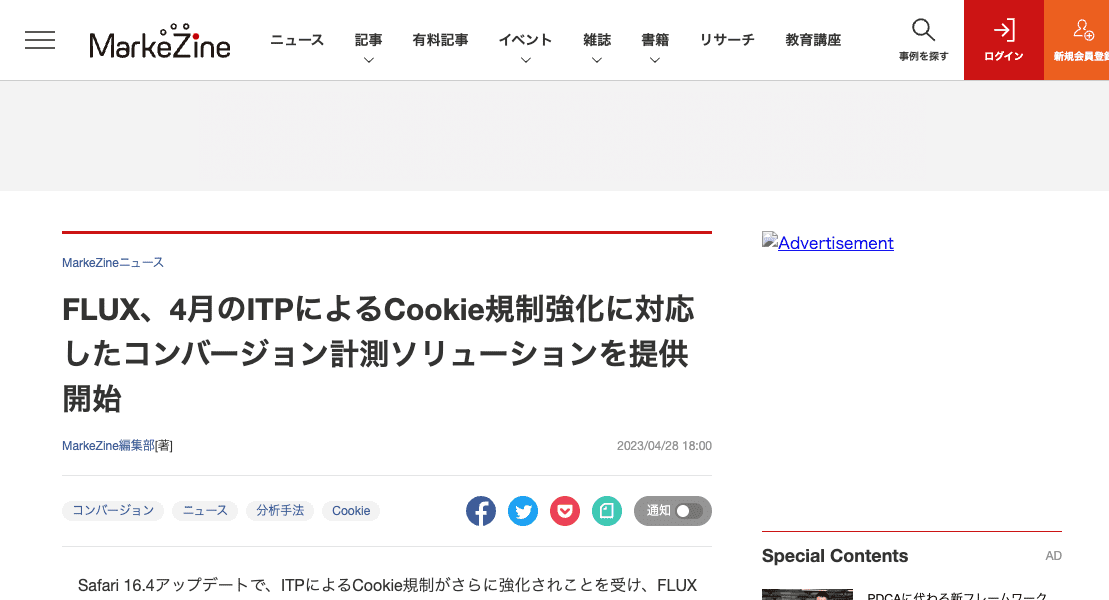 MarkeZine
ニュース
記事
有料記事
イベント
雑誌
書籍
リサーチ
教育講座
事例を探す
ログイン
新規会員登録
MarkeZineニュース
FLUX、4月のITPによるCookie規制強化に対応
したコンバージョン計測ソリューションを提供
開始
MarkeZine編集部[著]
2023/04/28 18:00
コンバージョン
ニュース
分析手法
Cookie
通知
Safari 16.4アップデートで、ITPによるCookie規制がさらに強化されことを受け、FLUX
Advertisement
Special Contents
AD
PDCAに代わる新フレームワーク